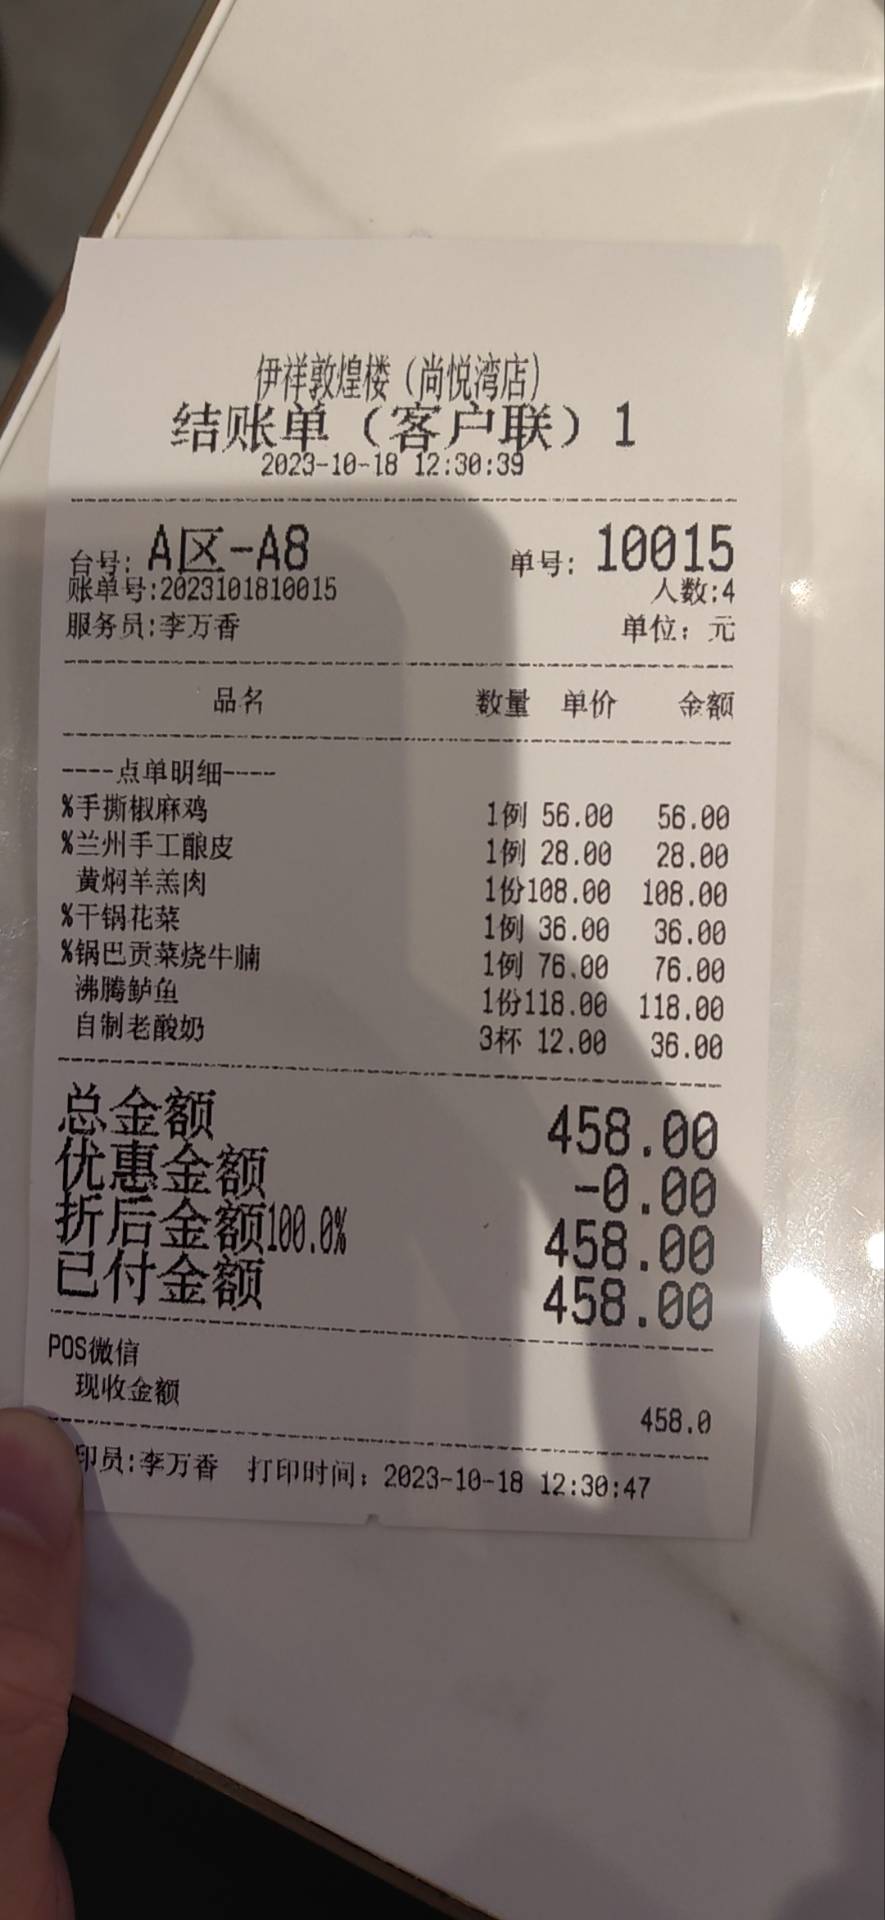 伊祥敦煌楼（尚悦湾店）
结账单（客户联）1
2023-10-18 12:30:39
台号: A区-A8 单号: 10015
账单号:2023101810015 人数:4
服务员:李万香 单位: 元
品名 数量 单价 金额
----点单明细----
%手撕椒麻鸡 1例 56.00 56.00
%兰州手工酿皮 1例 28.00 28.00
黄焖羊羔肉 1份108.00 108.00
%干锅花菜 1例 36.00 36.00
%锅巴贡菜烧牛腩 1例 76.00 76.00
沸腾鲈鱼 1份118.00 118.00
自制老酸奶 3杯 12.00 36.00
总金额 458.00
优惠金额 -0.00
折后金额100.0% 458.00
已付金额 458.00
POS微信
现收金额 458.0
印员:李万香 打印时间: 2023-10-18 12:30:47